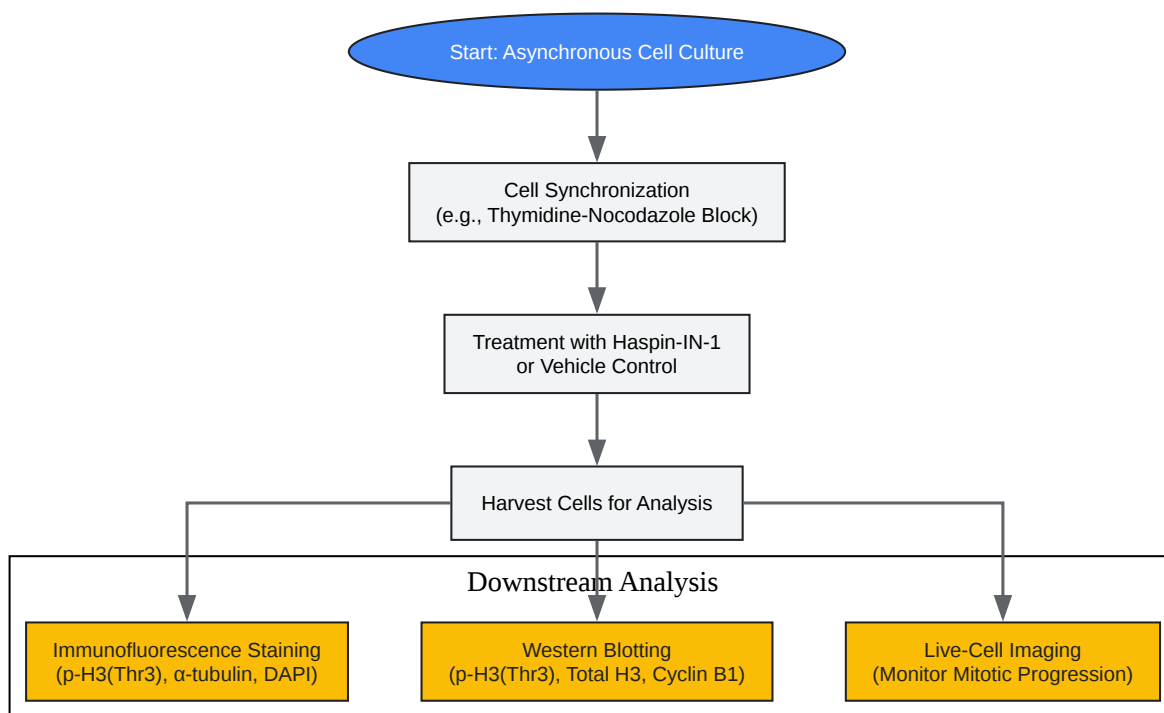 Start: Asynchronous Cell Culture
Cell Synchronization
(e.g., Thymidine-Nocodazole Block)
Treatment with Haspin-IN-1
or Vehicle Control
Harvest Cells for Analysis
Downstream Analysis
Immunofluorescence Staining
(p-H3(Thr3), α-tubulin, DAPI)
Western Blotting
(p-H3(Thr3), Total H3, Cyclin B1)
Live-Cell Imaging
(Monitor Mitotic Progression)